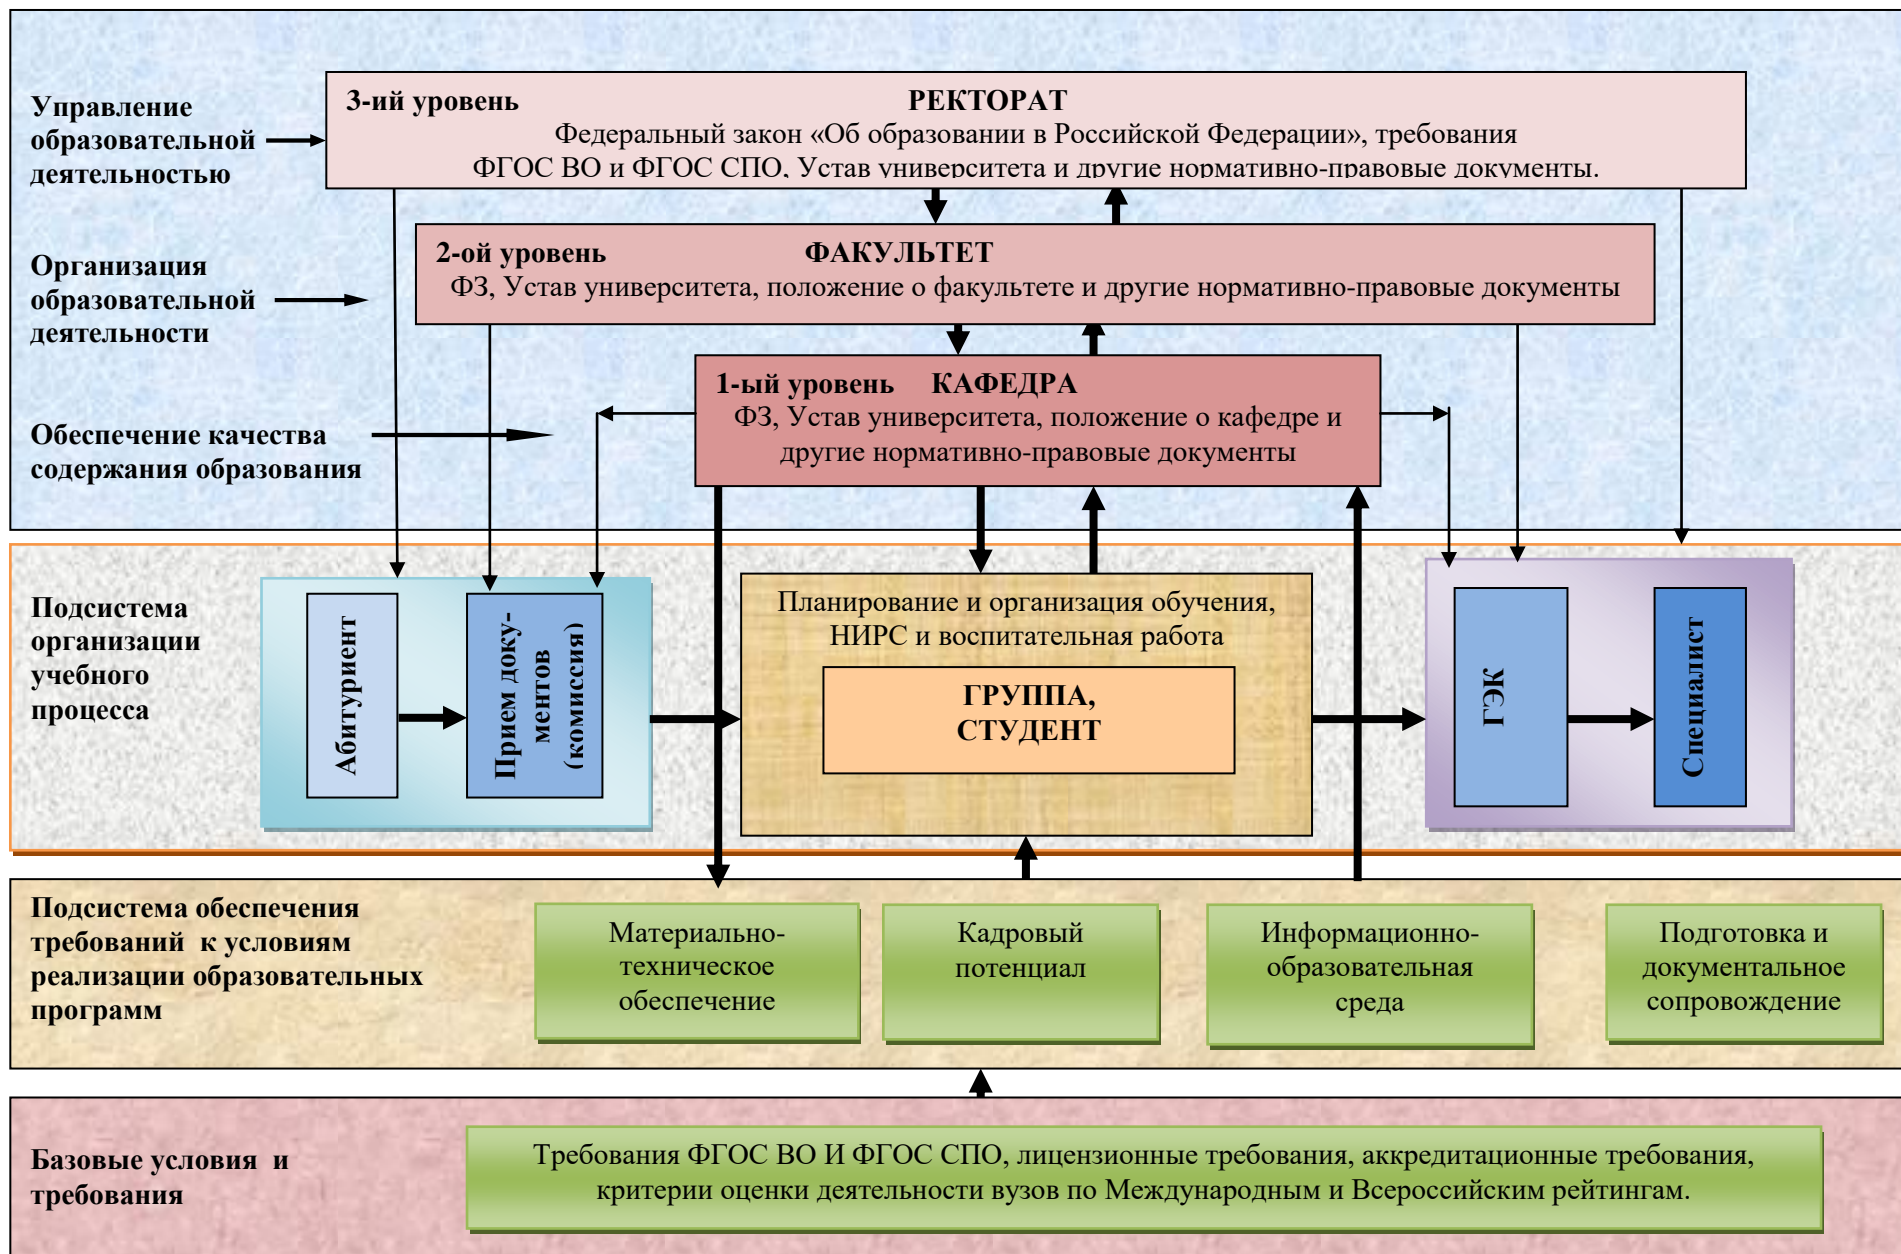 Управление
образовательной
деятельностью
3-ий уровень РЕКТОРАТ
Федеральный закон «Об образовании в Российской Федерации», требования
ФГОС ВО и ФГОС СПО, Устав университета и другие нормативно-правовые документы.
Организация
образовательной
деятельности
2-ой уровень ФАКУЛЬТЕТ
ФЗ, Устав университета, положение о факультете и другие нормативно-правовые документы
Обеспечение качества
содержания образования
1-ый уровень КАФЕДРА
ФЗ, Устав университета, положение о кафедре и
другие нормативно-правовые документы
Подсистема
организации
учебного
процесса
Абитуриент
Прием доку-
ментов
(комиссия)
Планирование и организация обучения,
НИРС и воспитательная работа
ГРУППА,
СТУДЕНТ
ГЭК
Специалист
Подсистема обеспечения
требований к условиям
реализации образовательных
программ
Материально-
техническое
обеспечение
Кадровый
потенциал
Информационно-
образовательная
среда
Подготовка и
документальное
сопровождение
Базовые условия и
требования
Требования ФГОС ВО И ФГОС СПО, лицензионные требования, аккредитационные требования,
критерии оценки деятельности вузов по Международным и Всероссийским рейтингам.